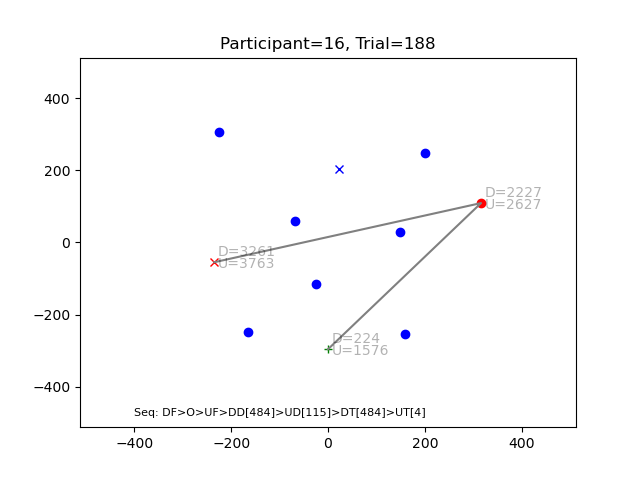 Participant=16, Trial=188
400
200
0
−200
−400
D=2227
U=2627
D=3261
U=3763
D=224
U=1576
Seq: DF>O>UF>DD[484]>UD[115]>DT[484]>UT[4]
−400
−200
0
200
400